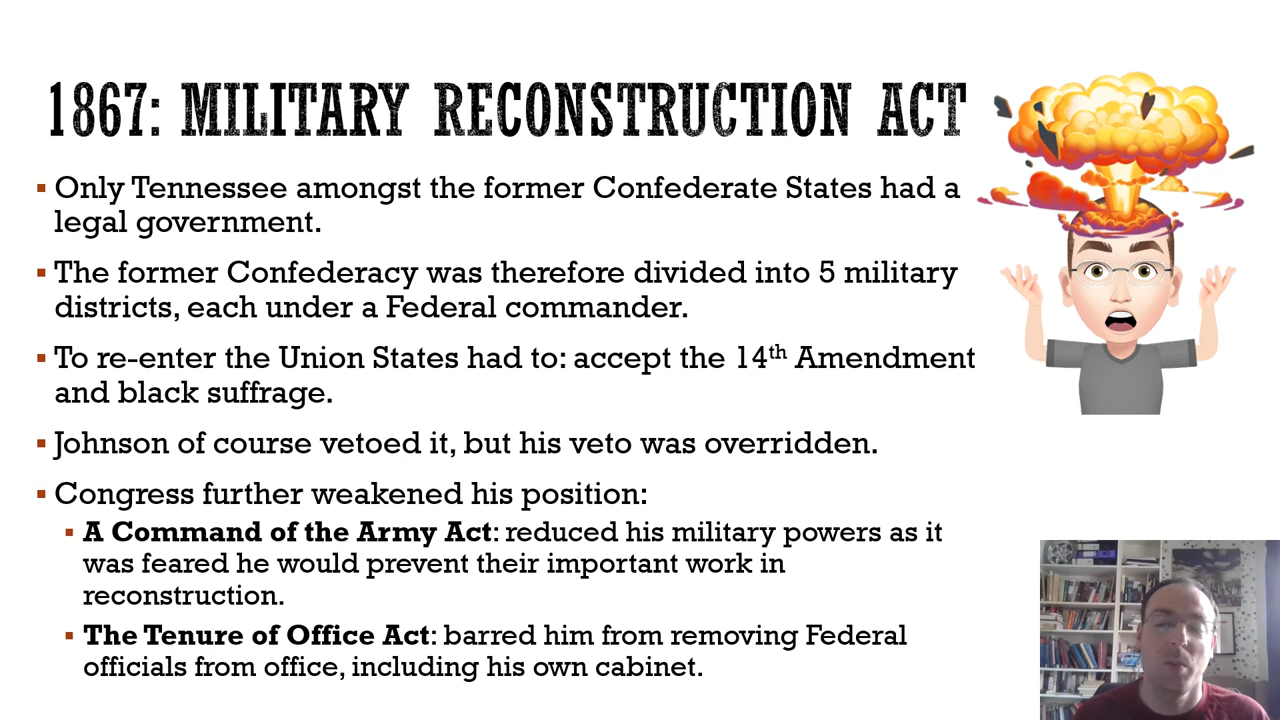 1867: MILITARY RECONSTRUCTION ACT
▪ Only Tennessee amongst the former Confederate States had a
legal government.
▪ The former Confederacy was therefore divided into 5 military
districts, each under a Federal commander.
▪ To re-enter the Union States had to: accept the 14th Amendment
and black suffrage.
▪ Johnson of course vetoed it, but his veto was overridden.
▪ Congress further weakened his position:
▪ A Command of the Army Act: reduced his military powers as it
was feared he would prevent their important work in
reconstruction.
▪ The Tenure of Office Act: barred him from removing Federal
officials from office, including his own cabinet.